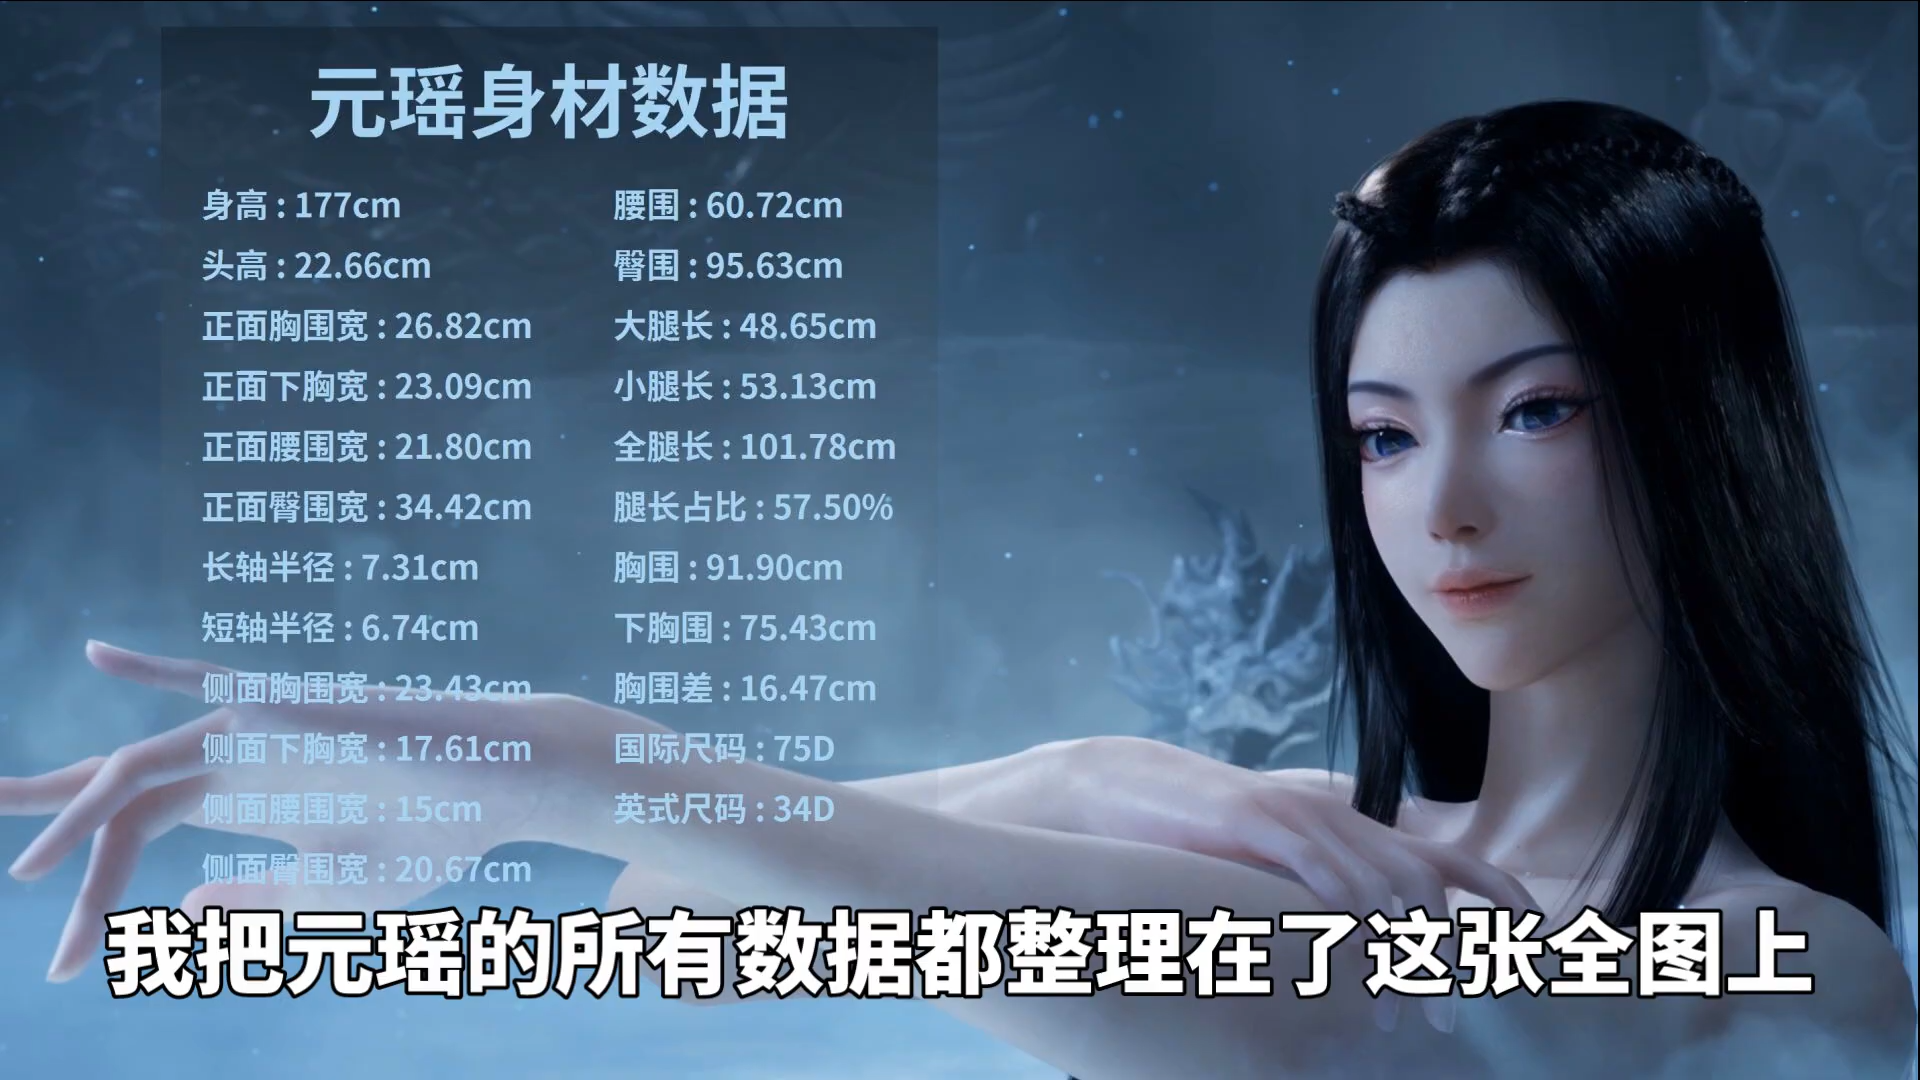 元瑶身材数据
身高 : 177cm
头高 : 22.66cm
正面胸围宽 : 26.82cm
正面下胸宽 : 23.09cm
正面腰围宽 : 21.80cm
正面臀围宽 : 34.42cm
长轴半径 : 7.31cm
短轴半径 : 6.74cm
侧面胸围宽 : 23.43cm
侧面下胸宽 : 17.61cm
侧面腰围宽 : 15cm
侧面臀围宽 : 20.67cm
腰围 : 60.72cm
臀围 : 95.63cm
大腿长 : 48.65cm
小腿长 : 53.13cm
全腿长 : 101.78cm
腿长占比 : 57.50%
胸围 : 91.90cm
下胸围 : 75.43cm
胸围差 : 16.47cm
国际尺码 : 75D
英式尺码 : 34D
我把元瑶的所有数据都整理在了这张全图上